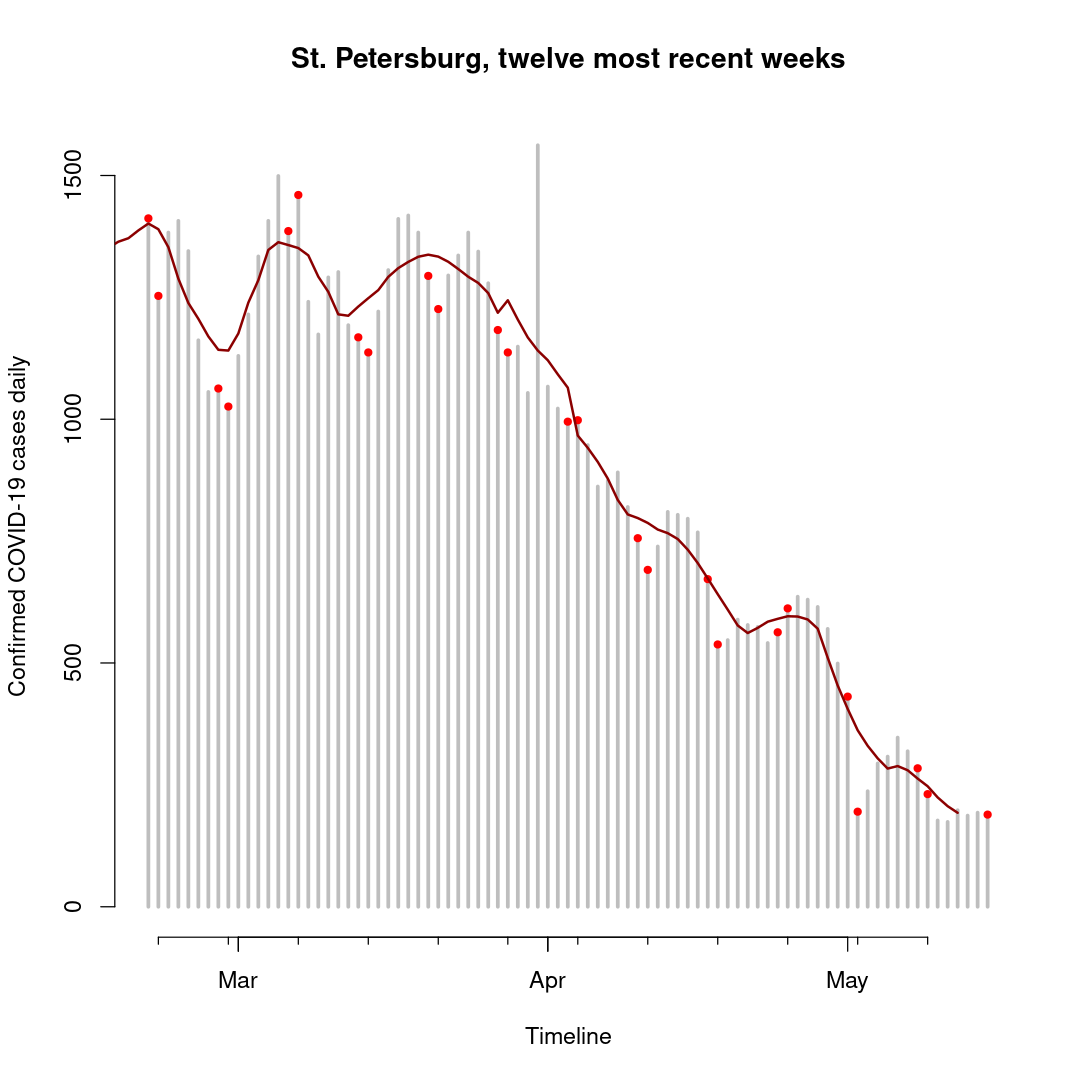 St. Petersburg, twelve most recent weeks
Confirmed COVID-19 cases daily
1500
1000
500
0
Mar
Apr
May
Timeline